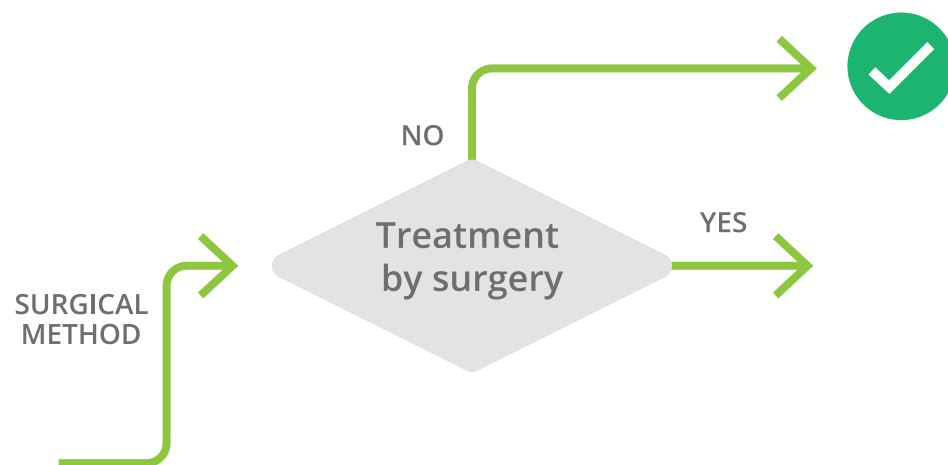 NO
Treatment
by surgery
YES
SURGICAL
METHOD